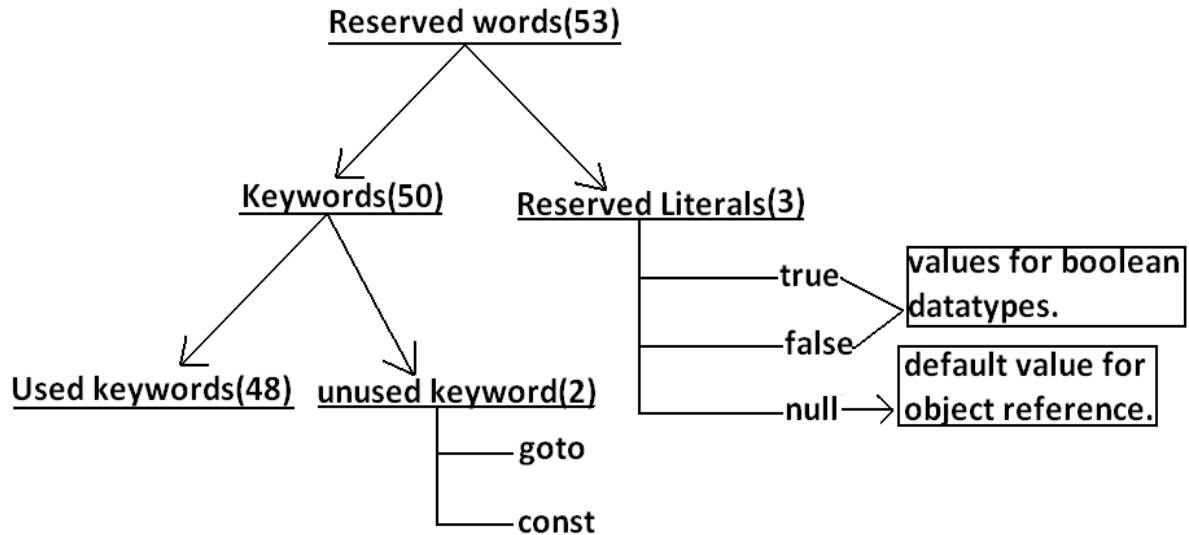 Reserved words(53)
Keywords(50)
Reserved Literals(3)
true
false
null
values for boolean
datatypes.
default value for
object reference.
Used keywords(48)
unused keyword(2)
goto
const